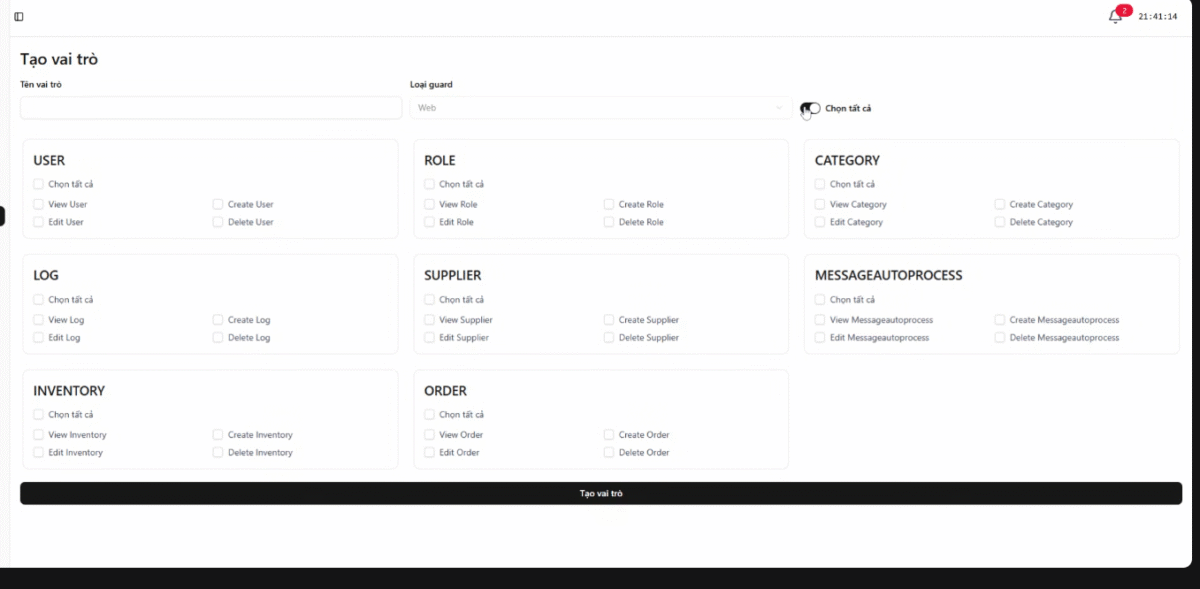 2
21:41:14
Tạo vai trò
Tên vai trò
Loại guard
Web
Chọn tất cả
USER
Chọn tất cả
View User
Create User
Edit User
Delete User
ROLE
Chọn tất cả
View Role
Create Role
Edit Role
Delete Role
CATEGORY
Chọn tất cả
View Category
Create Category
Edit Category
Delete Category
LOG
Chọn tất cả
View Log
Create Log
Edit Log
Delete Log
SUPPLIER
Chọn tất cả
View Supplier
Create Supplier
Edit Supplier
Delete Supplier
MESSAGEAUTOPROCESS
Chọn tất cả
View Messageautoprocess
Create Messageautoprocess
Edit Messageautoprocess
Delete Messageautoprocess
INVENTORY
Chọn tất cả
View Inventory
Create Inventory
Edit Inventory
Delete Inventory
ORDER
Chọn tất cả
View Order
Create Order
Edit Order
Delete Order
Tạo vai trò